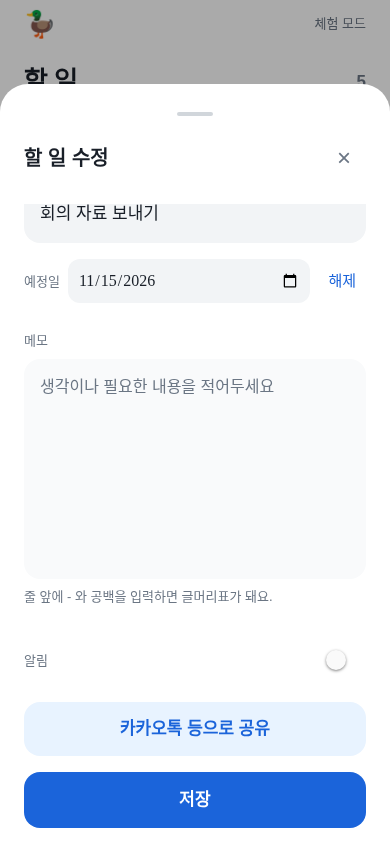 체험 모드
할 일
5
할 일 수정
회의 자료 보내기
예정일
11/15/2026
해제
메모
생각이나 필요한 내용을 적어두세요
줄 앞에 - 와 공백을 입력하면 글머리표가 돼요.
알림
카카오톡 등으로 공유
저장